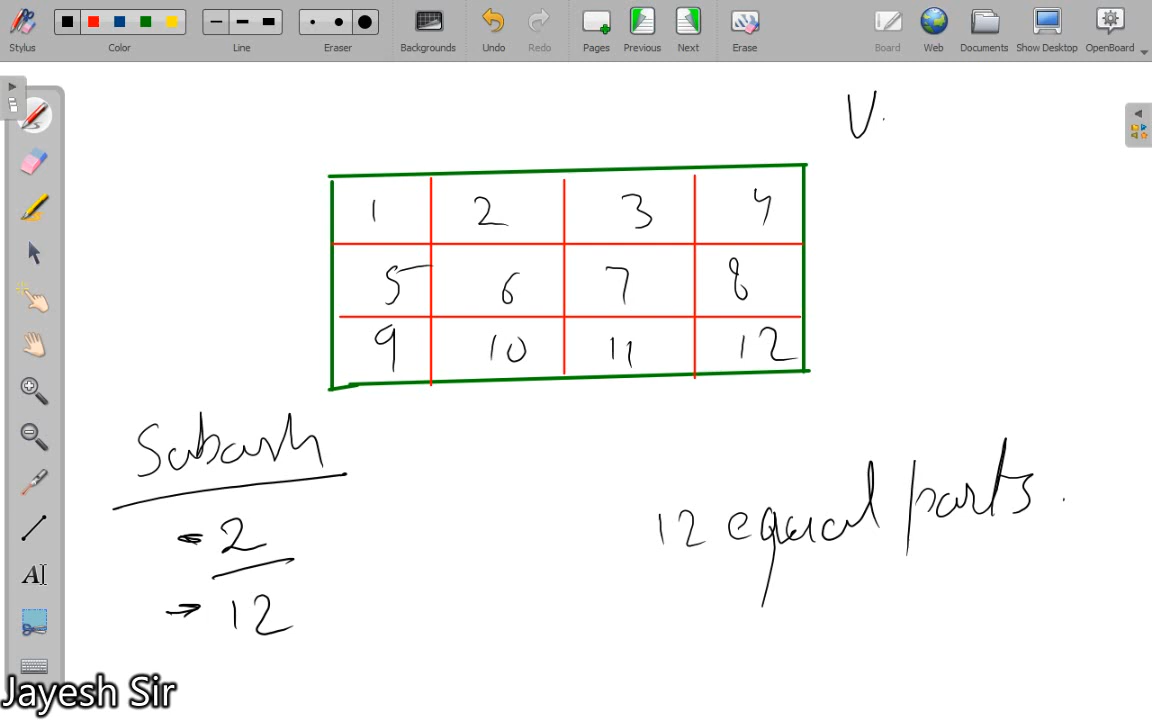 Stylus Color Line Eraser Backgrounds Undo Redo Pages Previous Next Erase Board Web Documents Show Desktop OpenBoard
V.
1 2 3 4
5 6 7 8
9 10 11 12
Subash
2
12
12 equal parts.
Jayesh Sir